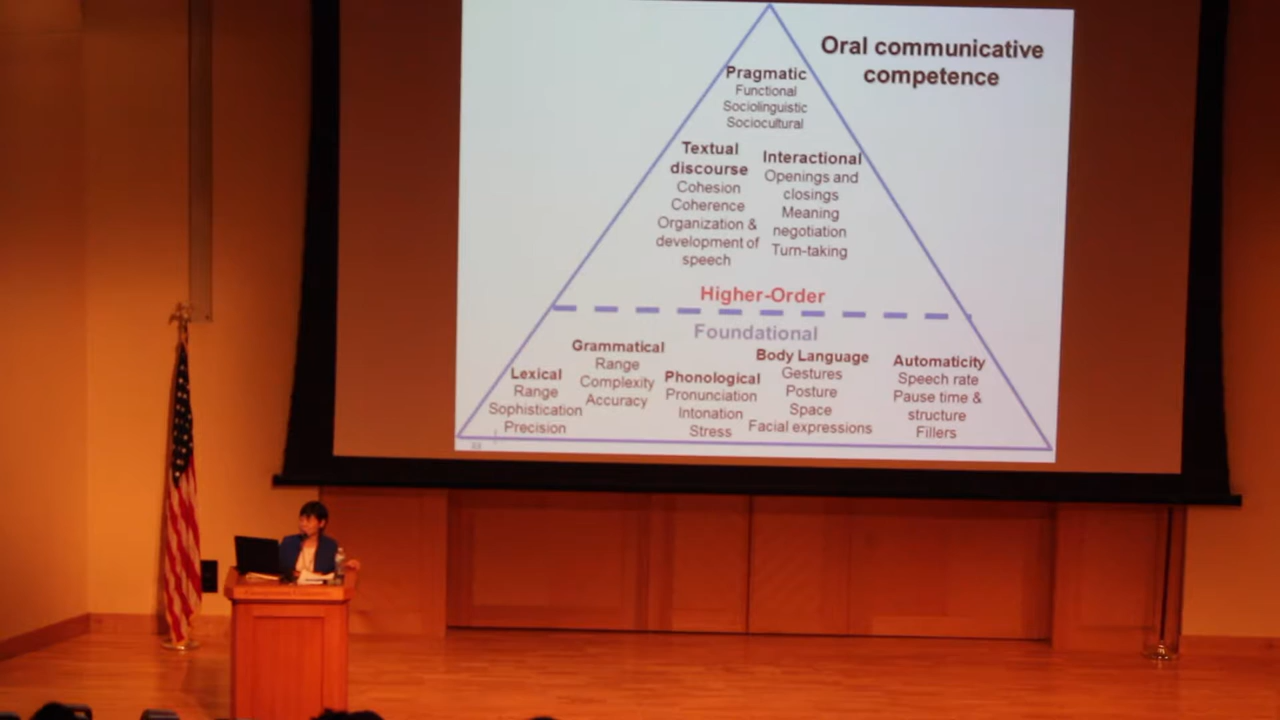 Oral communicative
competence
Pragmatic
Functional
Sociolinguistic
Sociocultural
Textual
discourse
Cohesion
Coherence
Organization &
development of
speech
Interactional
Openings and
closings
Meaning
negotiation
Turn-taking
Higher-Order
Foundational
Lexical
Range
Sophistication
Precision
Grammatical
Range
Complexity
Accuracy
Phonological
Pronunciation
Intonation
Stress
Body Language
Gestures
Posture
Space
Facial expressions
Automaticity
Speech rate
Pause time &
structure
Fillers